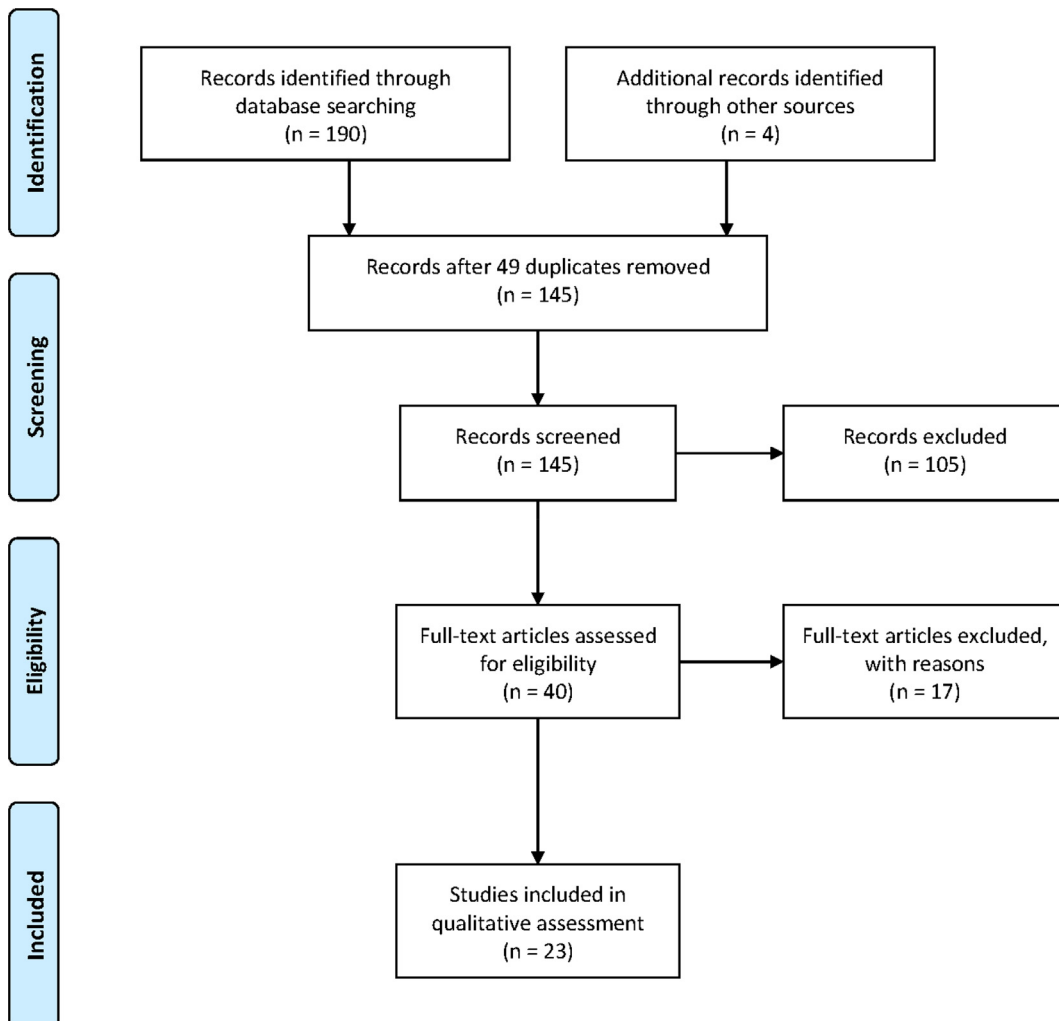 Identification
Records identified through
database searching
(n = 190)
Additional records identified
through other sources
(n = 4)
Records after 49 duplicates removed
(n = 145)
Screening
Records screened
(n = 145)
Records excluded
(n = 105)
Eligibility
Full-text articles assessed
for eligibility
(n = 40)
Full-text articles excluded,
with reasons
(n = 17)
Included
Studies included in
qualitative assessment
(n = 23)